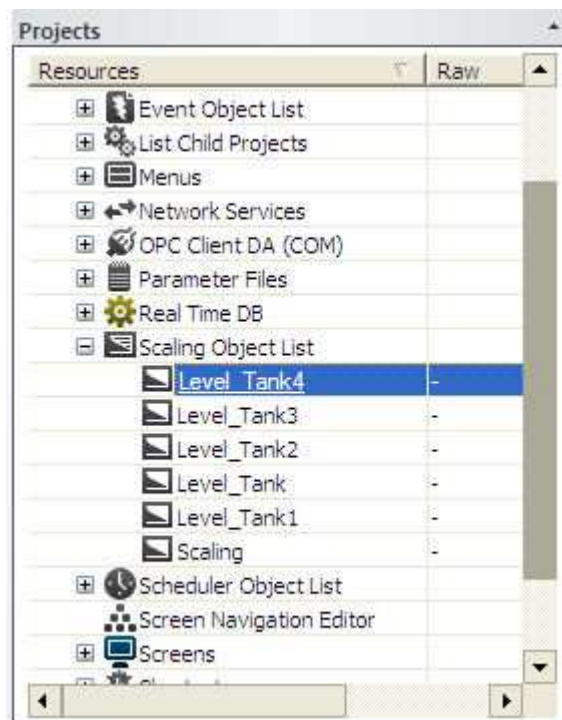 Projects
Resources Raw
Event Object List
List Child Projects
Menus
Network Services
OPC Client DA (COM)
Parameter Files
Real Time DB
Scaling Object List
Level_Tank4 -
Level_Tank3 -
Level_Tank2 -
Level_Tank -
Level_Tank1 -
Scaling -
Scheduler Object List
Screen Navigation Editor
Screens